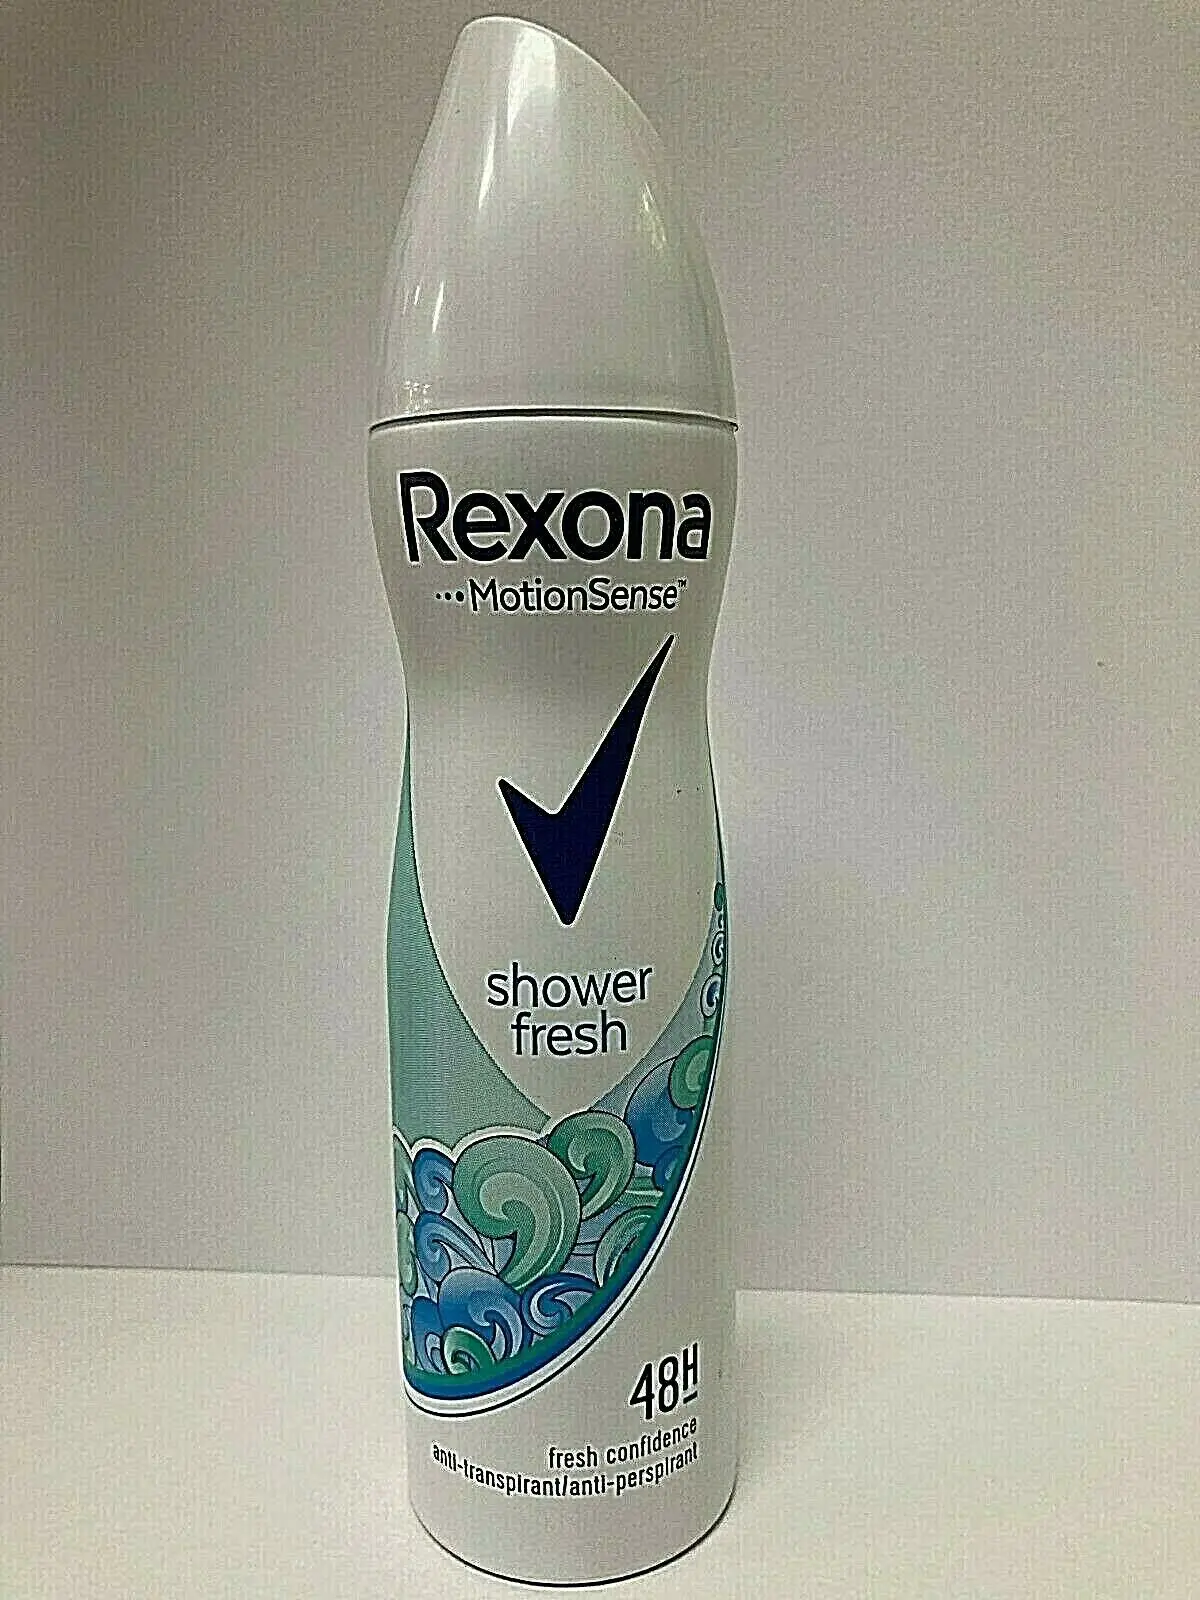 Rexona
...MotionSense™
shower
fresh
48H
fresh confidence
anti-transpirant/anti-perspirant